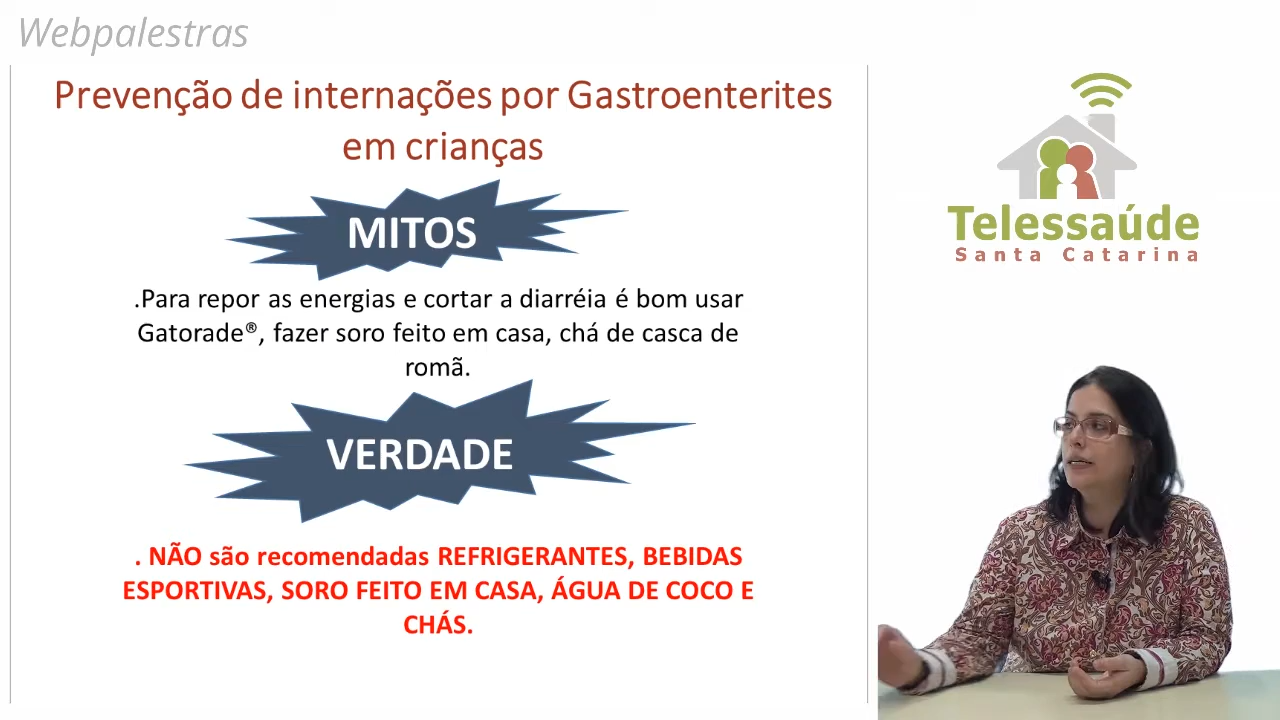 Webpalestras
Prevenção de internações por Gastroenterites
em crianças
MITOS
.Para repor as energias e cortar a diarréia é bom usar
Gatorade®, fazer soro feito em casa, chá de casca de
romã.
VERDADE
. NÃO são recomendadas REFRIGERANTES, BEBIDAS
ESPORTIVAS, SORO FEITO EM CASA, ÁGUA DE COCO E
CHÁS.
Telessaúde
Santa Catarina